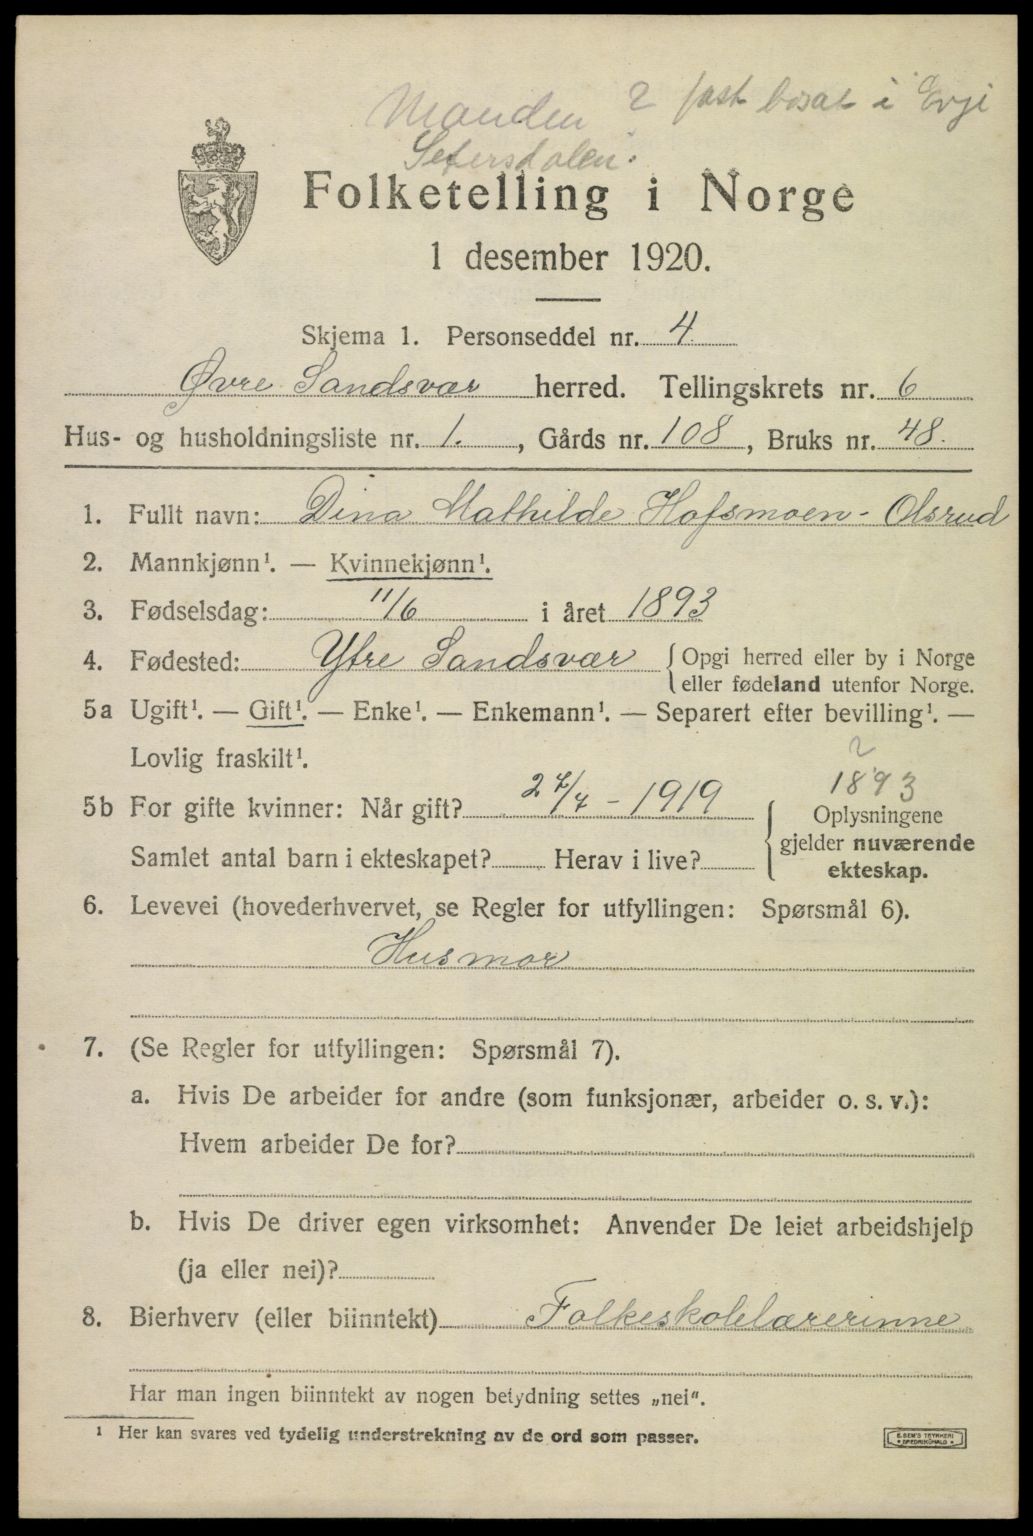 Manden ? fast bosat i Evje
Setersdalen.
Folketelling i Norge
1 desember 1920.
Skjema 1. Personseddel nr. 4
Øvre Sandsvær herred. Tellingskrets nr. 6
Hus- og husholdningsliste nr. 1., Gårds nr. 108, Bruks nr. 48.
1. Fullt navn: Dina Mathilde Hofsmoen-Olsrud
2. Mannkjønn¹. — Kvinnekjønn¹.
3. Fødselsdag: 11/6 i året 1893
4. Fødested: Yfre Sandsvær { Opgi herred eller by i Norge
eller fødeland utenfor Norge.
5a Ugift¹. — Gift¹. — Enke¹. — Enkemann¹. — Separert efter bevilling¹. —
Lovlig fraskilt¹.
?
1893
5b For gifte kvinner: Når gift? 27/7 - 1919
Oplysningene
gjelder nuværende
ekteskap.
Samlet antal barn i ekteskapet? Herav i live?
6. Levevei (hovederhvervet, se Regler for utfyllingen: Spørsmål 6).
Husmor
7. (Se Regler for utfyllingen: Spørsmål 7).
a. Hvis De arbeider for andre (som funksjonær, arbeider o. s. v.):
Hvem arbeider De for?
b. Hvis De driver egen virksomhet: Anvender De leiet arbeidshjelp
(ja eller nei)?
8. Bierhverv (eller biinntekt) Folkeskolelærerinne
Har man ingen biinntekt av nogen betydning settes „nei".
¹ Her kan svares ved tydelig understrekning av de ord som passer.
E. SEM'S TRYKKERI
FREDRIKSHALD